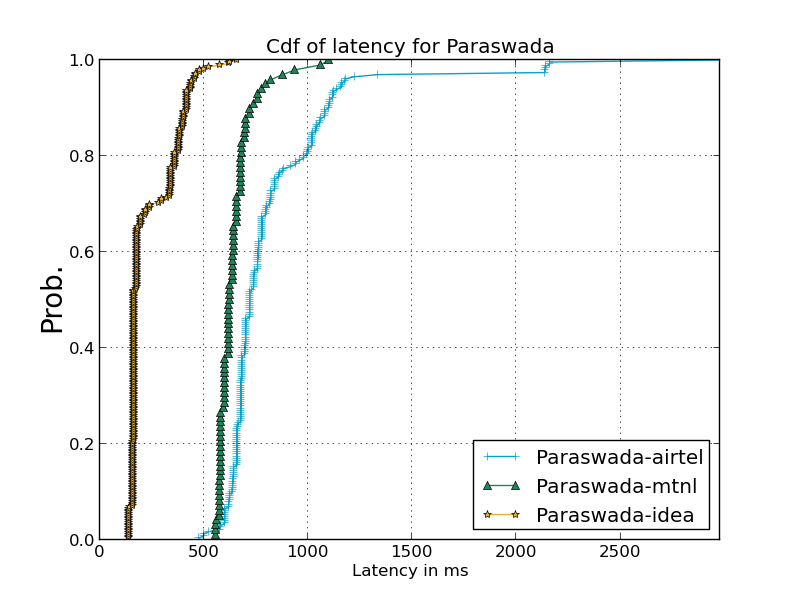 Cdf of latency for Paraswada
1.0
0.8
0.6
0.4
0.2
0.0
Prob.
0 500 1000 1500 2000 2500
Latency in ms
Paraswada-airtel
Paraswada-mtnl
Paraswada-idea